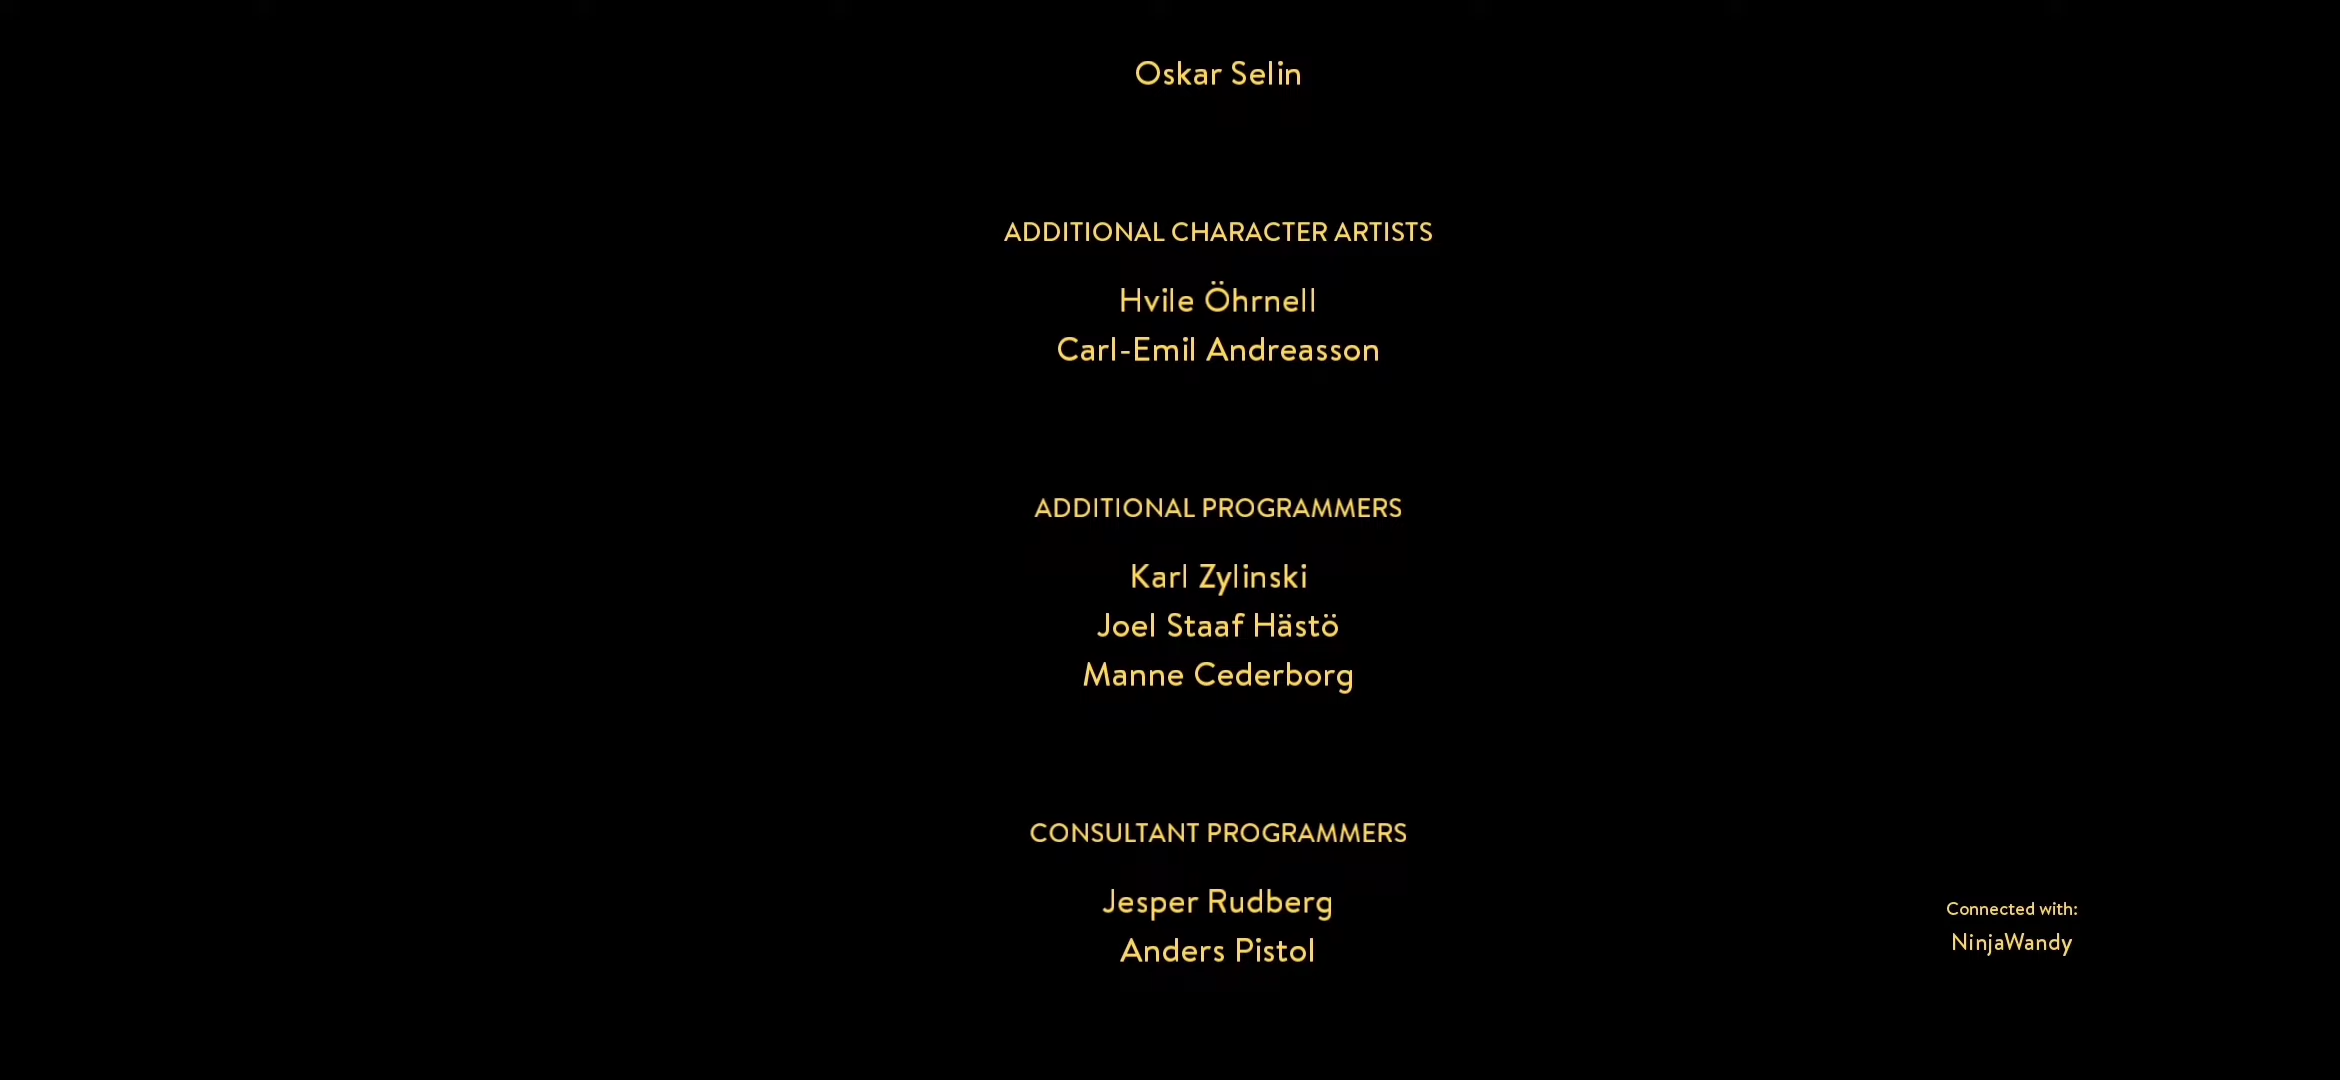 Oskar Selin
ADDITIONAL CHARACTER ARTISTS
Hvile Öhrnell
Carl-Emil Andreasson
ADDITIONAL PROGRAMMERS
Karl Zylinski
Joel Staaf Hästö
Manne Cederborg
CONSULTANT PROGRAMMERS
Jesper Rudberg
Anders Pistol
Connected with:
NinjaWandy